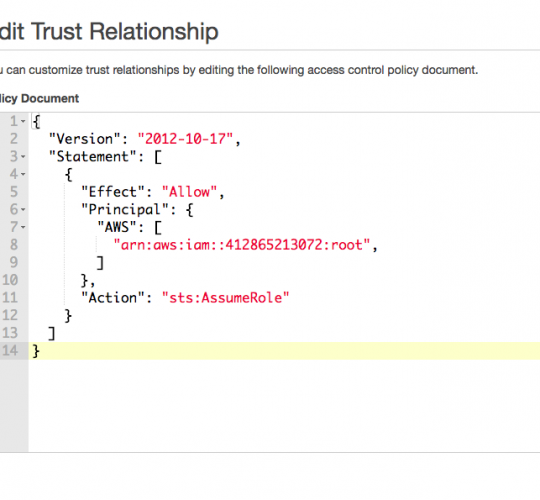 dit Trust Relationship
u can customize trust relationships by editing the following access control policy document.
licy Document
1 {
2 "Version": "2012-10-17",
3 "Statement": [
4 {
5 "Effect": "Allow",
6 "Principal": {
7 "AWS": [
8 "arn:aws:iam::412865213072:root",
9 ]
10 },
11 "Action": "sts:AssumeRole"
12 }
13 ]
14 }